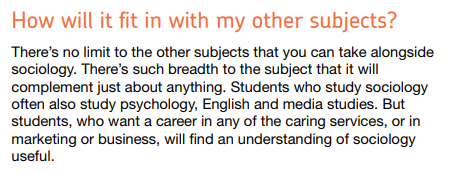 How will it fit in with my other subjects?
There's no limit to the other subjects that you can take alongside
sociology. There's such breadth to the subject that it will
complement just about anything. Students who study sociology
often also study psychology, English and media studies. But
students, who want a career in any of the caring services, or in
marketing or business, will find an understanding of sociology
useful.